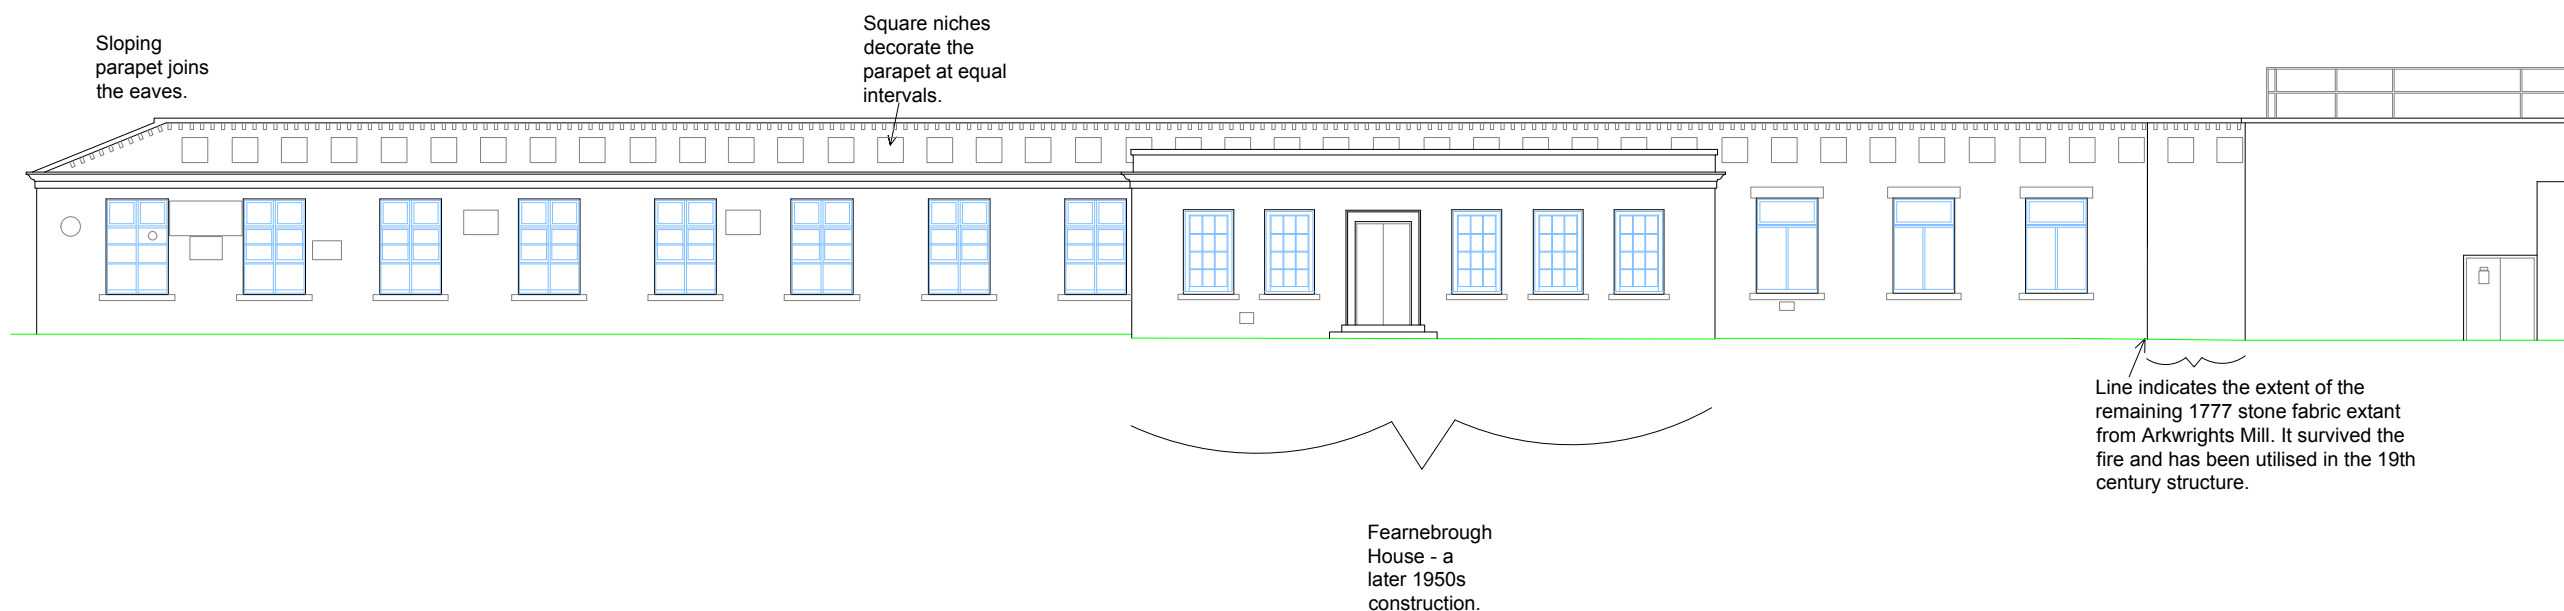 Sloping
parapet joins
the eaves.
Square niches
decorate the
parapet at equal
intervals.
Line indicates the extent of the
remaining 1777 stone fabric extant
from Arkwrights Mill. It survived the
fire and has been utilised in the 19th
century structure.
Fearnebrough
House - a
later 1950s
construction.